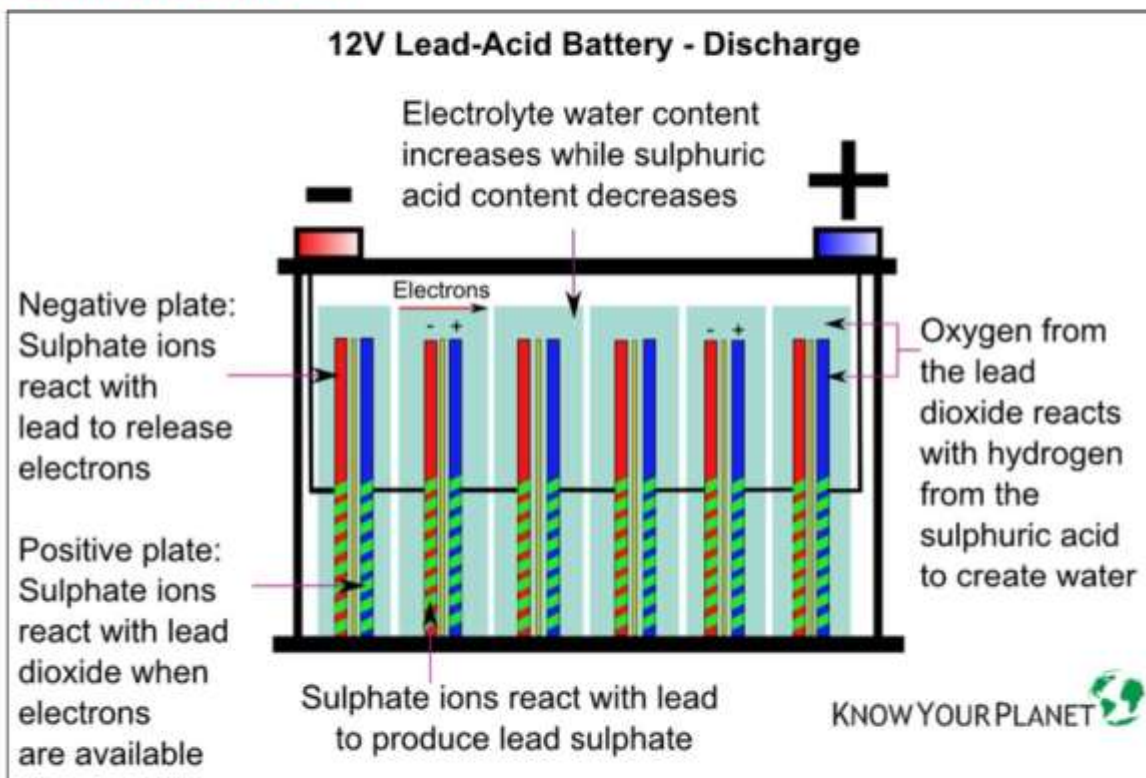 12V Lead-Acid Battery - Discharge
Electrolyte water content
increases while sulphuric
acid content decreases
-
+
Negative plate:
Sulphate ions
react with
lead to release
electrons
Electrons
- +
- +
Oxygen from
the lead
dioxide reacts
with hydrogen
from the
sulphuric acid
to create water
Positive plate:
Sulphate ions
react with lead
dioxide when
electrons
are available
Sulphate ions react with lead
to produce lead sulphate
KNOW YOUR PLANET